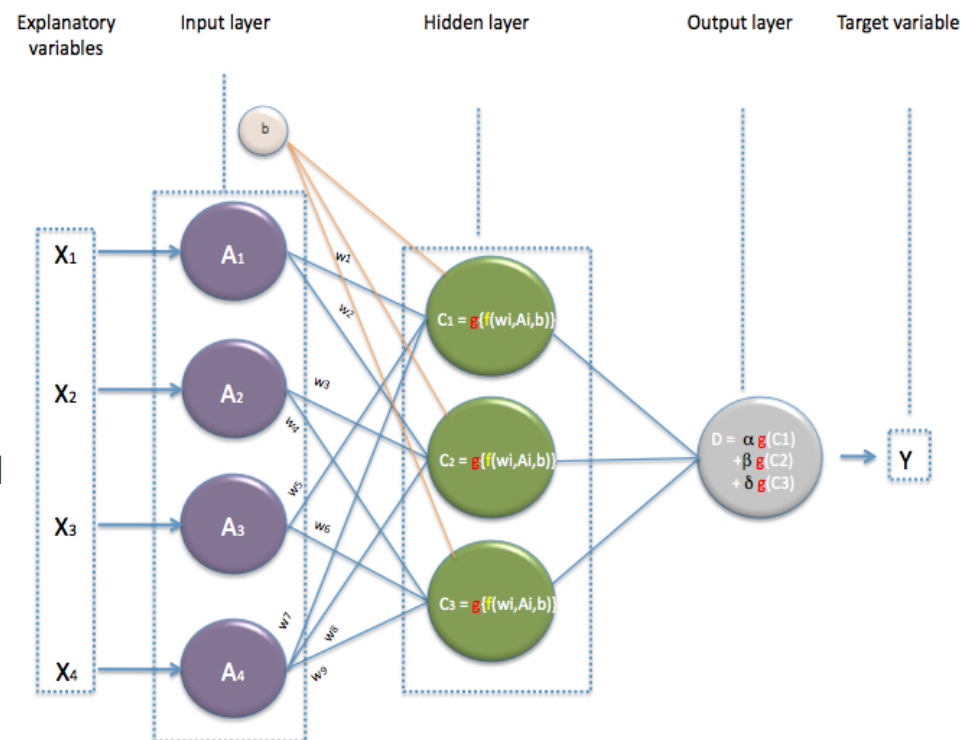 Explanatory
variables
Input layer
Hidden layer
Output layer
Target variable
b
X1
A1
w1
w2
C1 = g{f(wi,Ai,b)}
X2
A2
w3
w4
C2 = g{f(wi,Ai,b)}
D = α g(C1)
+β g(C2)
+ δ g(C3)
Y
w5
X3
A3
w6
C3 = g{f(wi,Ai,b)}
w7
w8
X4
A4
w9